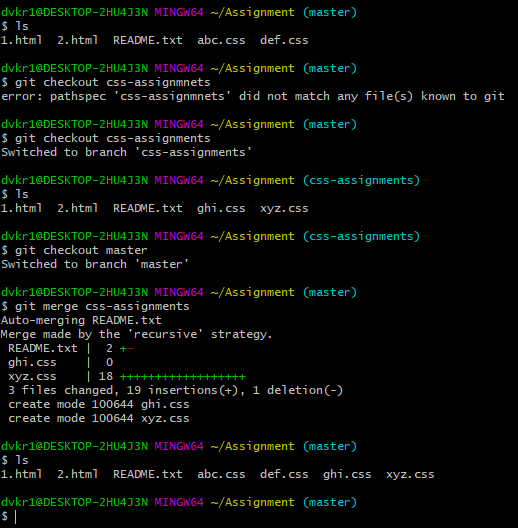 dvkr1@DESKTOP-2HU4J3N MINGW64 ~/Assignment (master)
$ ls
1.html  2.html  README.txt  abc.css  def.css
dvkr1@DESKTOP-2HU4J3N MINGW64 ~/Assignment (master)
$ git checkout css-assignmnets
error: pathspec 'css-assignmnets' did not match any file(s) known to git
dvkr1@DESKTOP-2HU4J3N MINGW64 ~/Assignment (master)
$ git checkout css-assignments
Switched to branch 'css-assignments'
dvkr1@DESKTOP-2HU4J3N MINGW64 ~/Assignment (css-assignments)
$ ls
1.html  2.html  README.txt  ghi.css  xyz.css
dvkr1@DESKTOP-2HU4J3N MINGW64 ~/Assignment (css-assignments)
$ git checkout master
Switched to branch 'master'
dvkr1@DESKTOP-2HU4J3N MINGW64 ~/Assignment (master)
$ git merge css-assignments
Auto-merging README.txt
Merge made by the 'recursive' strategy.
 README.txt |  2 +-
 ghi.css    |  0
 xyz.css    | 18 ++++++++++++++++++
 3 files changed, 19 insertions(+), 1 deletion(-)
 create mode 100644 ghi.css
 create mode 100644 xyz.css
dvkr1@DESKTOP-2HU4J3N MINGW64 ~/Assignment (master)
$ ls
1.html  2.html  README.txt  abc.css  def.css  ghi.css  xyz.css
dvkr1@DESKTOP-2HU4J3N MINGW64 ~/Assignment (master)
$